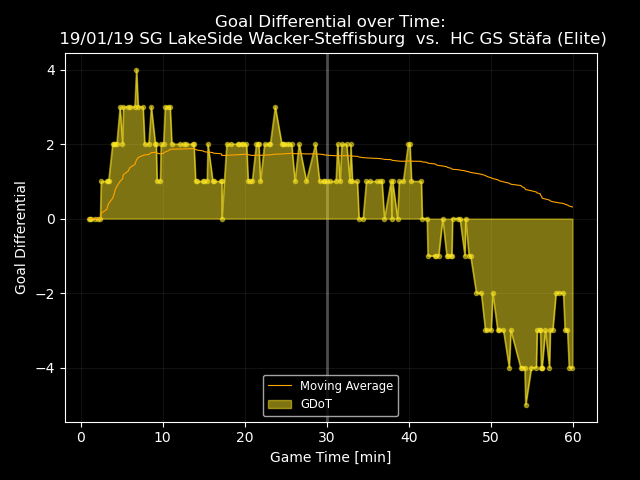 Goal Differential over Time:
19/01/19 SG LakeSide Wacker-Steffisburg  vs.  HC GS Stäfa (Elite)
Goal Differential
4
2
0
−2
−4
Moving Average
GDoT
0 10 20 30 40 50 60
Game Time [min]